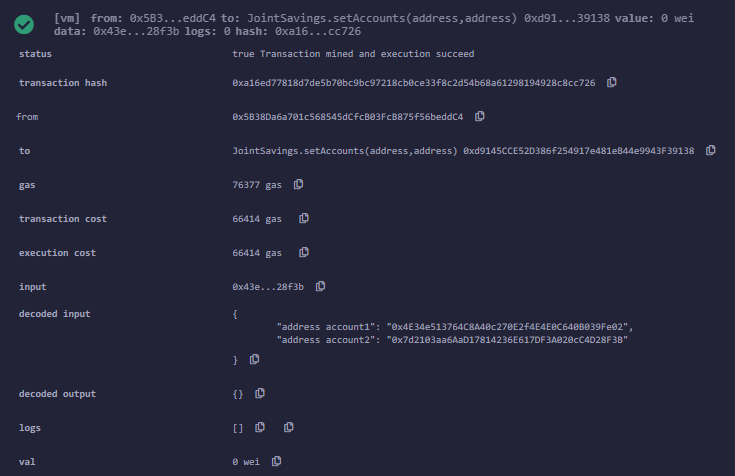 [vm] from: 0x5B3...eddC4 to: JointSavings.setAccounts(address,address) 0xd91...39138 value: 0 wei
data: 0x43e...28f3b logs: 0 hash: 0xa16...cc726
status true Transaction mined and execution succeed
transaction hash 0xa16ed77818d7de5b70bc9bc97218cb0ce33f8c2d54b68a61298194928c8cc726
from 0x5B38Da6a701c568545dCfcB03FcB875f56beddC4
to JointSavings.setAccounts(address,address) 0xd9145CCE52D386f254917e481eB44e9943F39138
gas 76377 gas
transaction cost 66414 gas
execution cost 66414 gas
input 0x43e...28f3b
decoded input {
"address account1": "0x4E34e513764C8A40c270E2f4E4E0C640B039Fe02",
"address account2": "0x7d2103aa6AaD17814236E617DF3A020cC4D28F3B"
}
decoded output {}
logs []
val 0 wei